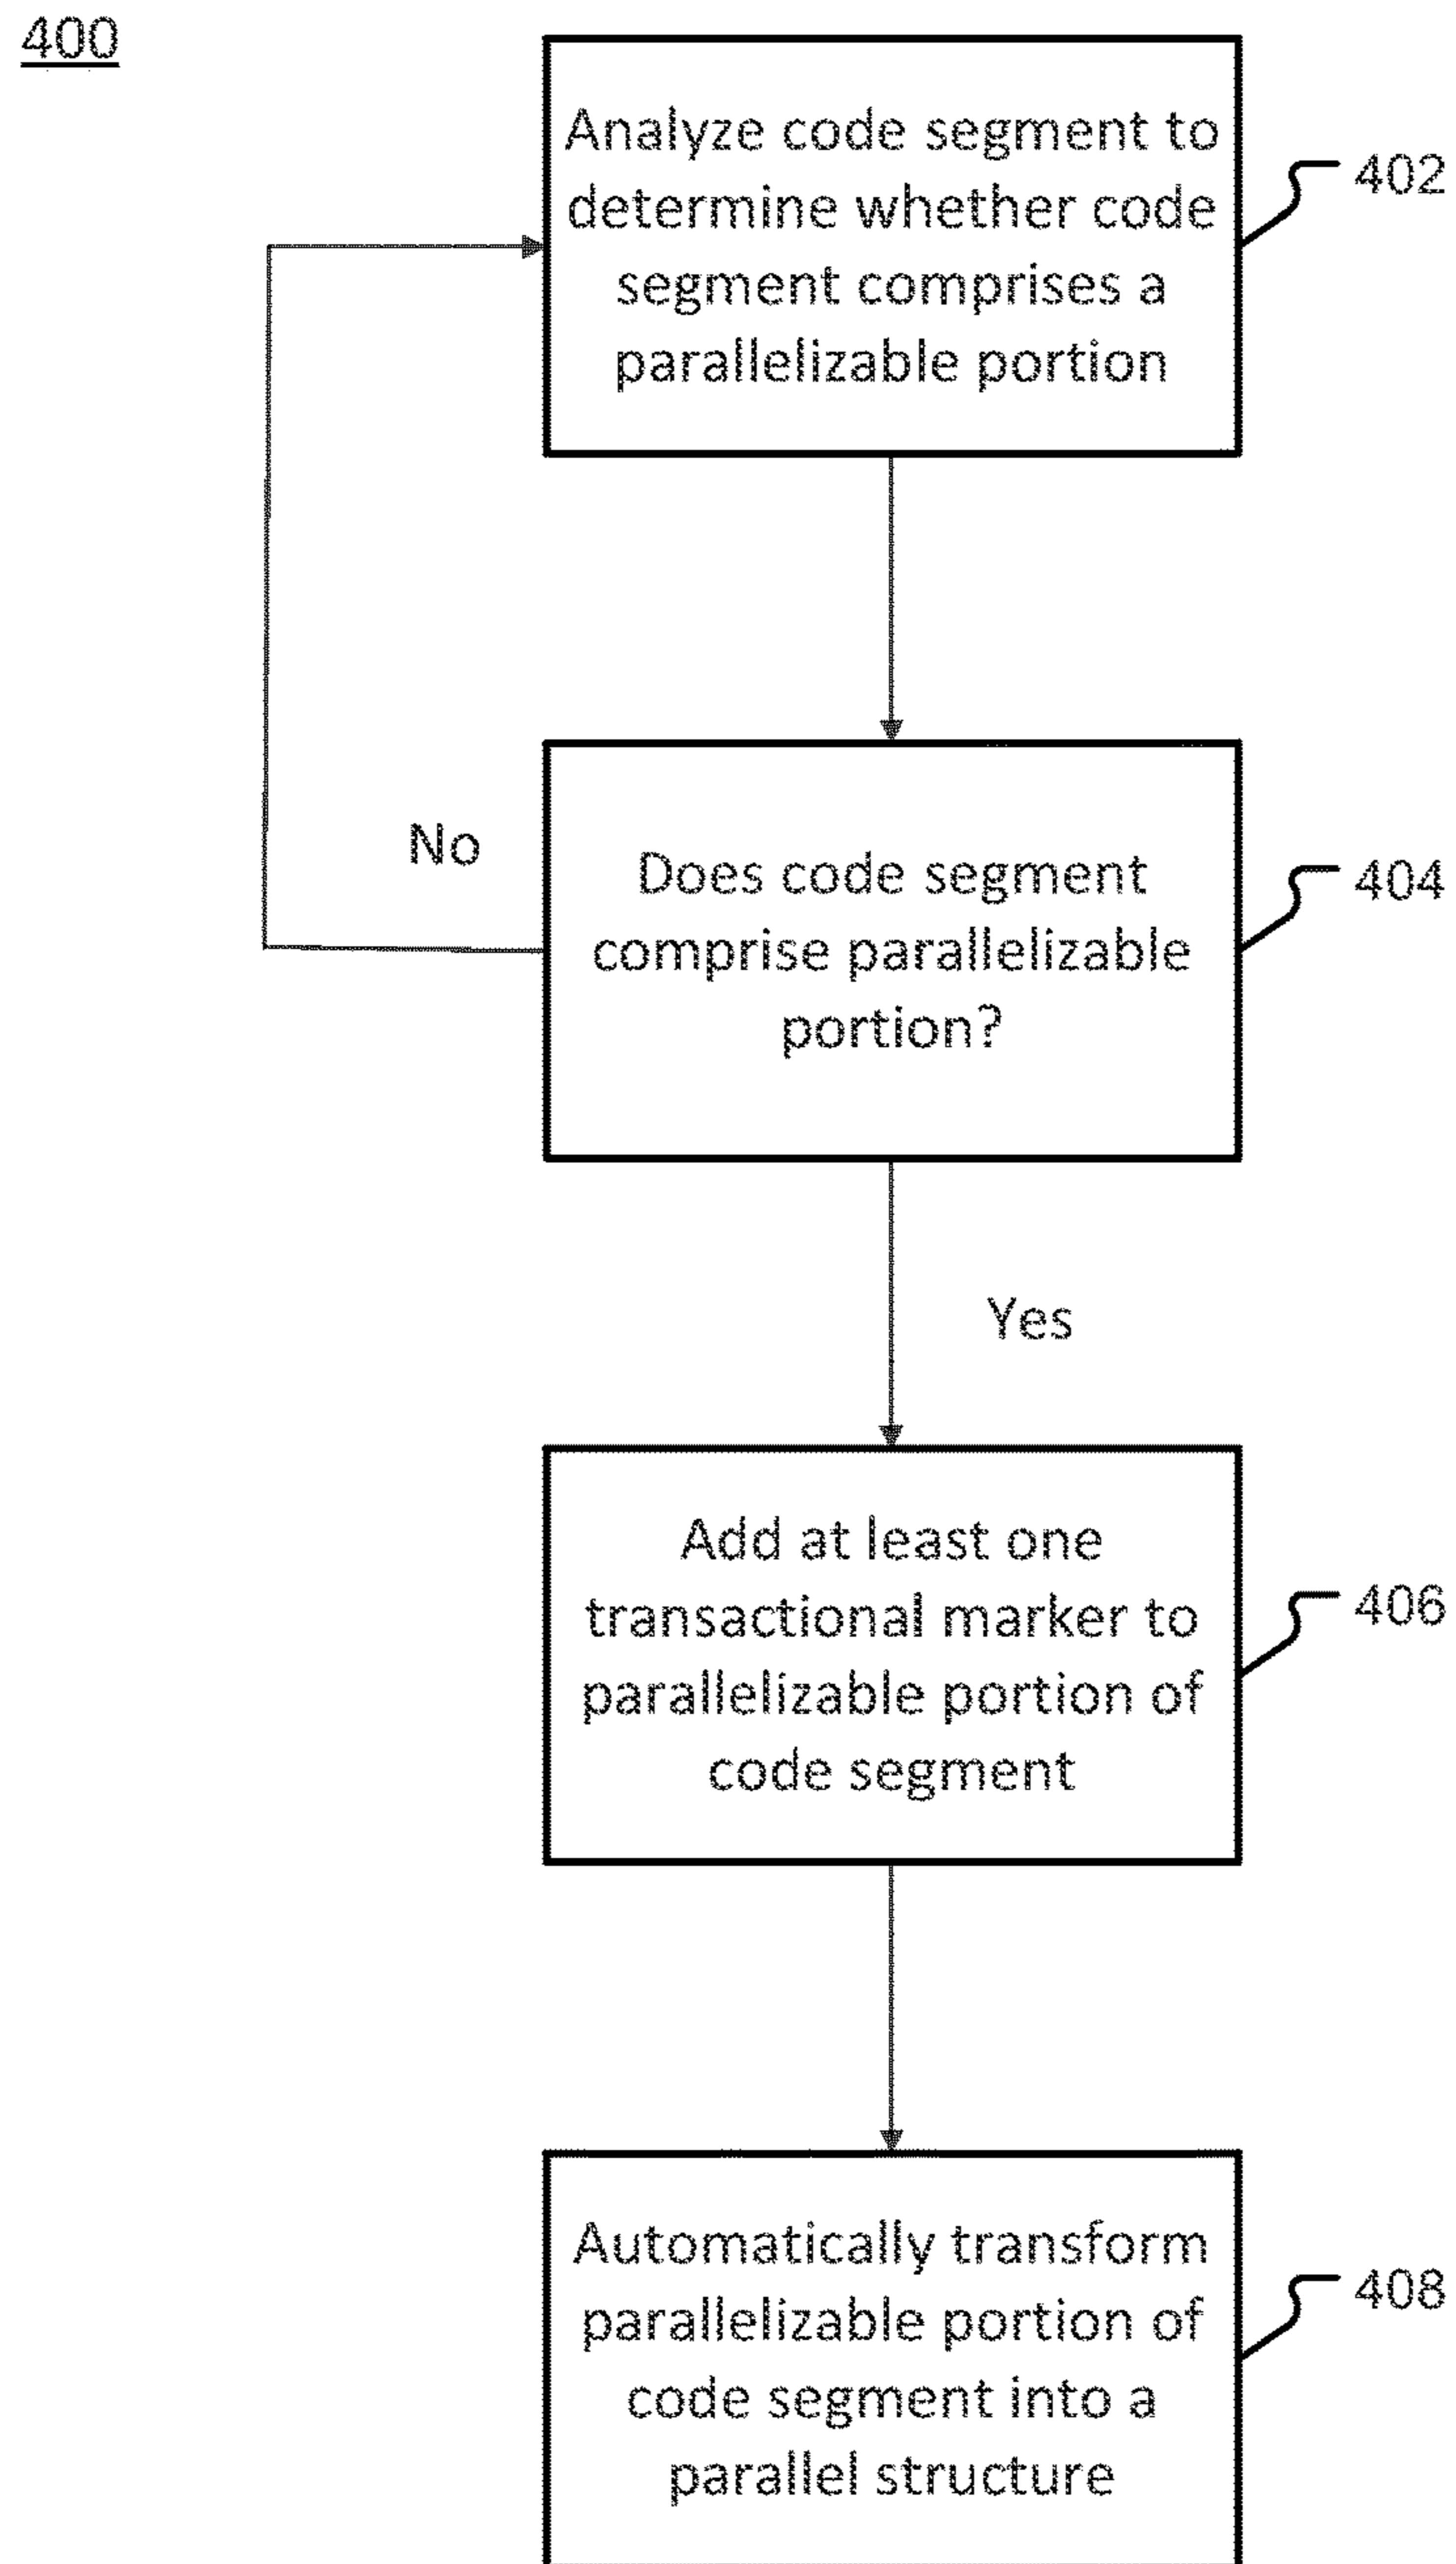 400
Analyze code segment to
determine whether code
segment comprises a
parallelizable portion
402
No
Does code segment
comprise parallelizable
portion?
404
Yes
Add at least one
transactional marker to
parallelizable portion of
code segment
406
Automatically transform
parallelizable portion of
code segment into a
parallel structure
408